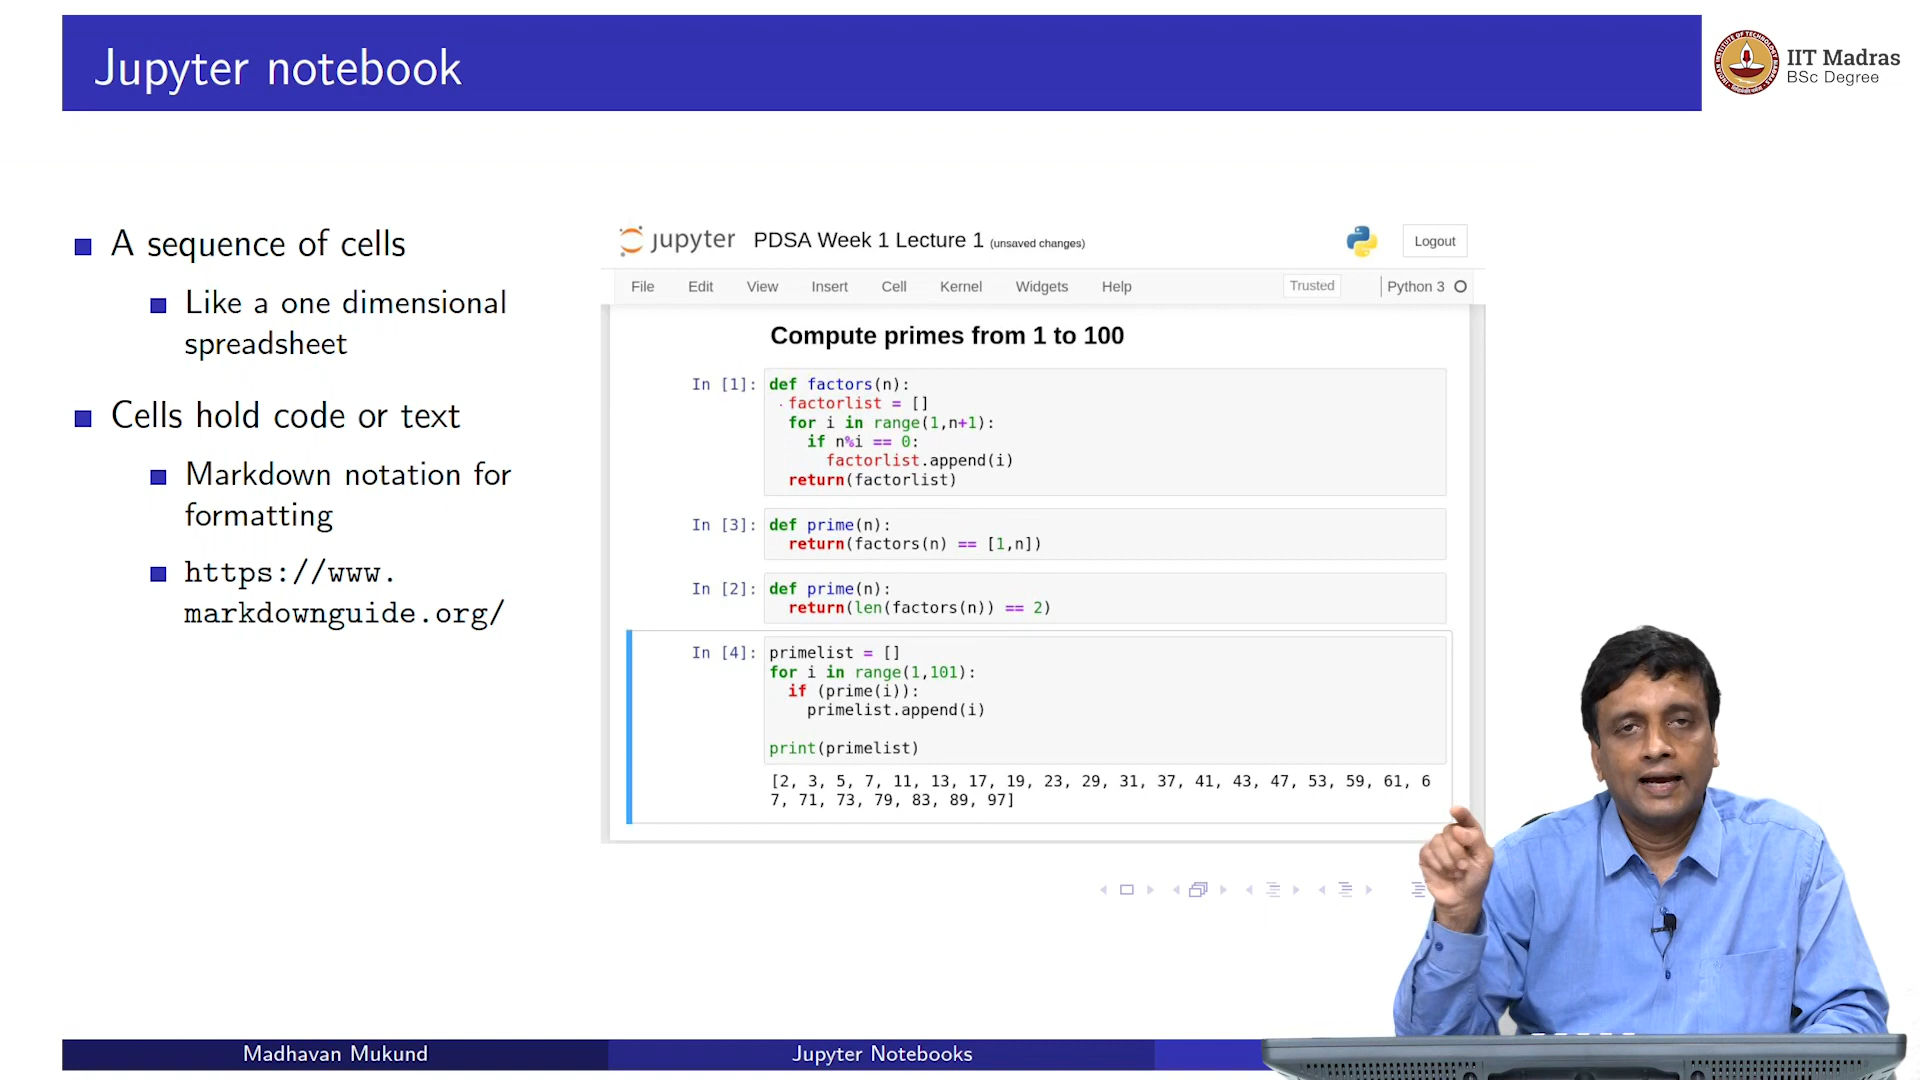 Jupyter notebook
IIT Madras
BSc Degree
A sequence of cells
Like a one dimensional
spreadsheet
Cells hold code or text
Markdown notation for
formatting
https://www.
markdownguide.org/
jupyter PDSA Week 1 Lecture 1 (unsaved changes)
Logout
File Edit View Insert Cell Kernel Widgets Help Trusted Python 3
Compute primes from 1 to 100
In [1]: def factors(n):
factorlist = []
for i in range(1,n+1):
if n%i == 0:
factorlist.append(i)
return(factorlist)
In [3]: def prime(n):
return(factors(n) == [1,n])
In [2]: def prime(n):
return(len(factors(n)) == 2)
In [4]: primelist = []
for i in range(1,101):
if (prime(i)):
primelist.append(i)
print(primelist)
[2, 3, 5, 7, 11, 13, 17, 19, 23, 29, 31, 37, 41, 43, 47, 53, 59, 61, 6
7, 71, 73, 79, 83, 89, 97]
Madhavan Mukund
Jupyter Notebooks